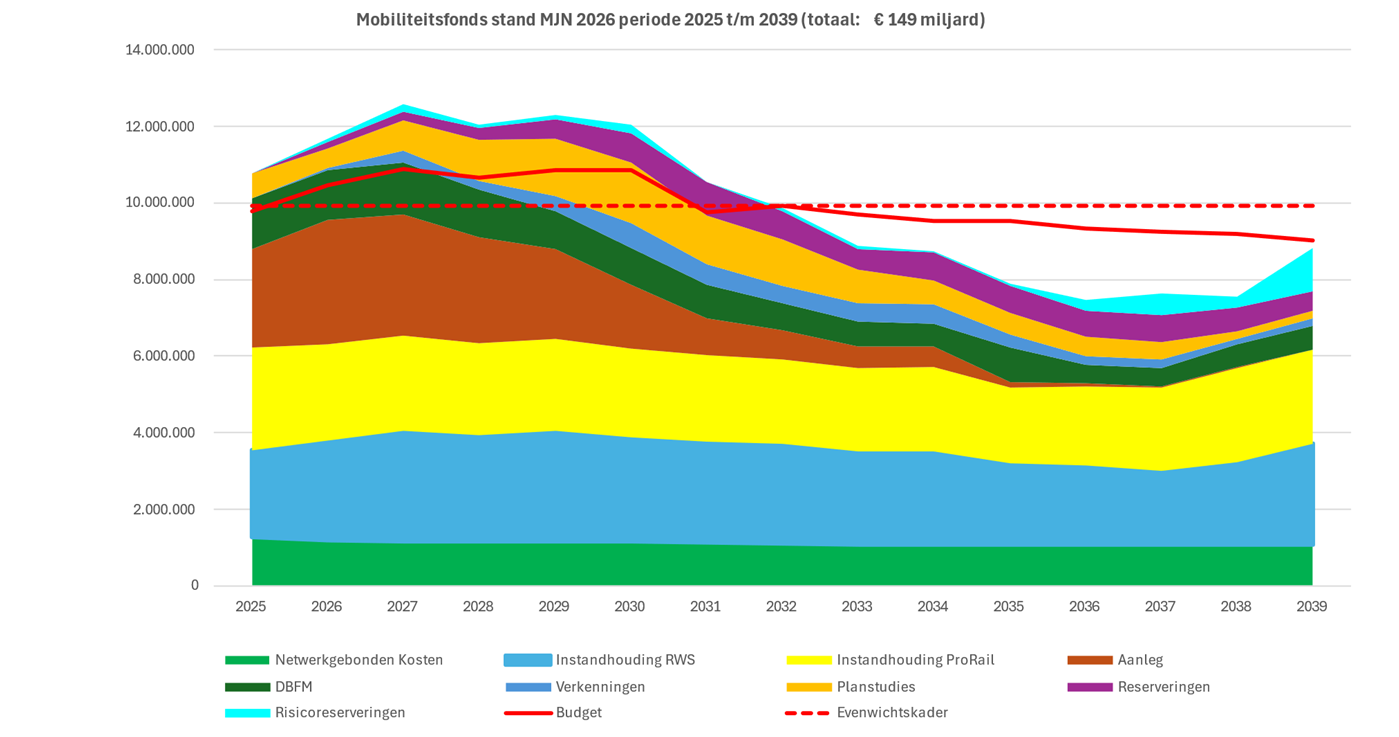 Mobiliteitsfonds stand MJN 2026 periode 2025 t/m 2039 (totaal: € 149 miljard)
14.000.000
12.000.000
10.000.000
8.000.000
6.000.000
4.000.000
2.000.000
0
2025 2026 2027 2028 2029 2030 2031 2032 2033 2034 2035 2036 2037 2038 2039
Netwerkgebonden Kosten Instandhouding RWS Instandhouding ProRail Aanleg
DBFM Verkenningen Planstudies Reserveringen
Risicoreserveringen Budget Evenwichtskader